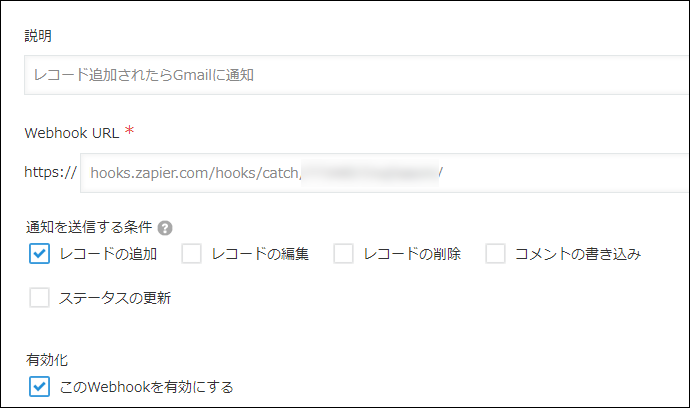 説明
レコード追加されたらGmailに通知
Webhook URL *
https:// hooks.zapier.com/hooks/catch/ /
通知を送信する条件 ?
レコードの追加 レコードの編集 レコードの削除 コメントの書き込み
ステータスの更新
有効化
このWebhookを有効にする